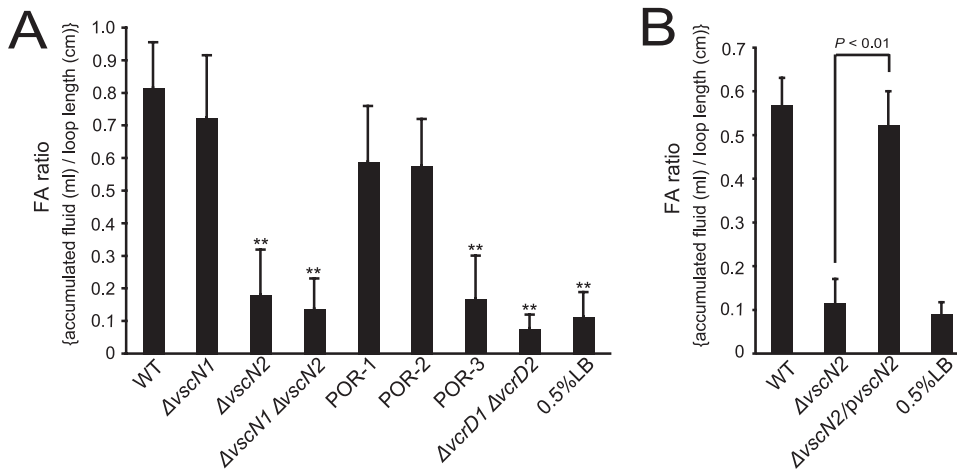 A
FA ratio
{accumulated fluid (ml) / loop length (cm)}
1.0
0.9
0.8
0.7
0.6
0.5
0.4
0.3
0.2
0.1
0
**
**
**
**
**
WT
ΔvscN1
ΔvscN2
ΔvscN1 ΔvscN2
POR-1
POR-2
POR-3
ΔvcrD1 ΔvcrD2
0.5%LB
B
FA ratio
{accumulated fluid (ml) / loop length (cm)}
0.7
0.6
0.5
0.4
0.3
0.2
0.1
0
P < 0.01
WT
ΔvscN2
ΔvscN2/pvscN2
0.5%LB